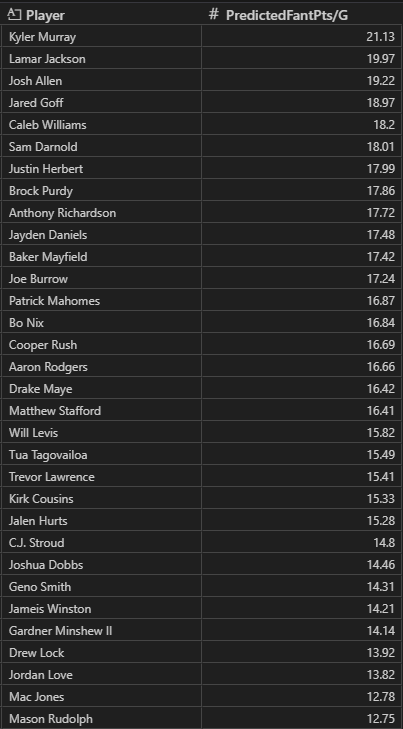 Player # PredictedFantPts/G
Kyler Murray 21.13
Lamar Jackson 19.97
Josh Allen 19.22
Jared Goff 18.97
Caleb Williams 18.2
Sam Darnold 18.01
Justin Herbert 17.99
Brock Purdy 17.86
Anthony Richardson 17.72
Jayden Daniels 17.48
Baker Mayfield 17.42
Joe Burrow 17.24
Patrick Mahomes 16.87
Bo Nix 16.84
Cooper Rush 16.69
Aaron Rodgers 16.66
Drake Maye 16.42
Matthew Stafford 16.41
Will Levis 15.82
Tua Tagovailoa 15.49
Trevor Lawrence 15.41
Kirk Cousins 15.33
Jalen Hurts 15.28
C.J. Stroud 14.8
Joshua Dobbs 14.46
Geno Smith 14.31
Jameis Winston 14.21
Gardner Minshew II 14.14
Drew Lock 13.92
Jordan Love 13.82
Mac Jones 12.78
Mason Rudolph 12.75